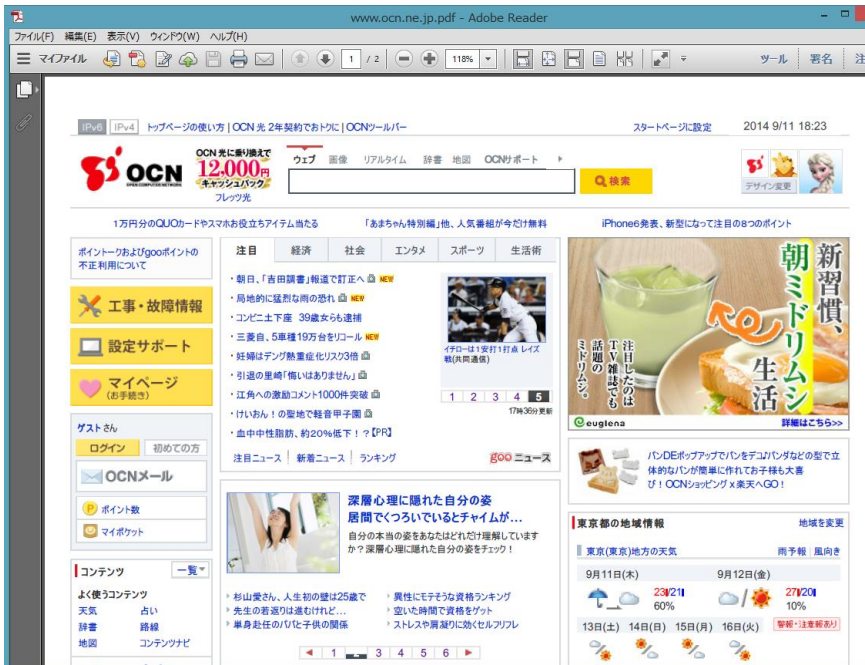 www.ocn.ne.jp.pdf - Adobe Reader
ファイル(F) 編集(E) 表示(V) ウィンドウ(W) ヘルプ(H)
マイファイル 1 / 2 118% ツール 署名 注
IPv6 IPv4 トップページの使い方 | OCN 光 2年契約でおトクに | OCNツールバー スタートページに設定 2014 9/11 18:23
OCN
OPEN COMPUTER NETWORK
OCN 光に乗り換えで
12,000円
キャッシュバック
フレッツ光
ウェブ 画像 リアルタイム 辞書 地図 OCNサポート
検索
デザイン変更
1万円分のQUOカードやスマホお役立ちアイテム当たる 「あまちゃん特別編」他、人気番組が今だけ無料 iPhone6発表、新型になって注目の8つのポイント
ポイントークおよびgooポイントの
不正利用について
工事・故障情報
設定サポート
マイページ
(お手続き)
ゲストさん
ログイン 初めての方
OCNメール
ポイント数
マイポケット
コンテンツ 一覧
よく使うコンテンツ
天気 占い
辞書 路線
地図 コンテンツナビ
注目 経済 社会 エンタメ スポーツ 生活術
・朝日、「吉田調書」報道で訂正へ NEW
・局地的に猛烈な雨の恐れ NEW
・コンビニ土下座 39歳女らも逮捕
・三菱自、5車種19万台をリコール NEW
・妊婦はデング熱重症化リスク3倍
・引退の里崎「悔いはありません」
・江角への激励コメント1000件突破
・けいおん!の聖地で軽音甲子園
・血中中性脂肪、約20%低下!?【PR】
イチローは1安打1打点 レイズ
戦(共同通信)
1 2 3 4 5
17時36分更新
注目ニュース 新着ニュース ランキング gooニュース
深層心理に隠れた自分の姿
居間でくつろいでいるとチャイムが...
自分の本当の姿をあなたはどれだけ理解しています
か?深層心理に隠れた自分の姿をチェック!
杉山愛さん、人生初の壁は25歳で
先生の若返りは進むけれど...
単身赴任のパパと子供の関係
異性にモテそうな資格ランキング
空いた時間で資格をゲット
ストレスや肩凝りに効くセルフリフレ
1 2 3 4 5 6
新習慣、
朝ミドリムシ
生活
注目したのは
TV雑誌でも
話題の
ミドリムシ。
euglena
詳細はこちら>>
パンDEポップアップでパンをデコ♪パンダなどの型で立
体的なパンが簡単に作れてお子様も大喜
び!OCNショッピング x 楽天へGO!
東京都の地域情報 地域を変更
東京(東京)地方の天気 雨予報 風向き
9月11日(木) 9月12日(金)
23/21 27/20
60% 10%
13日(土) 14日(日) 15日(月) 16日(火) 警報・注意報あり